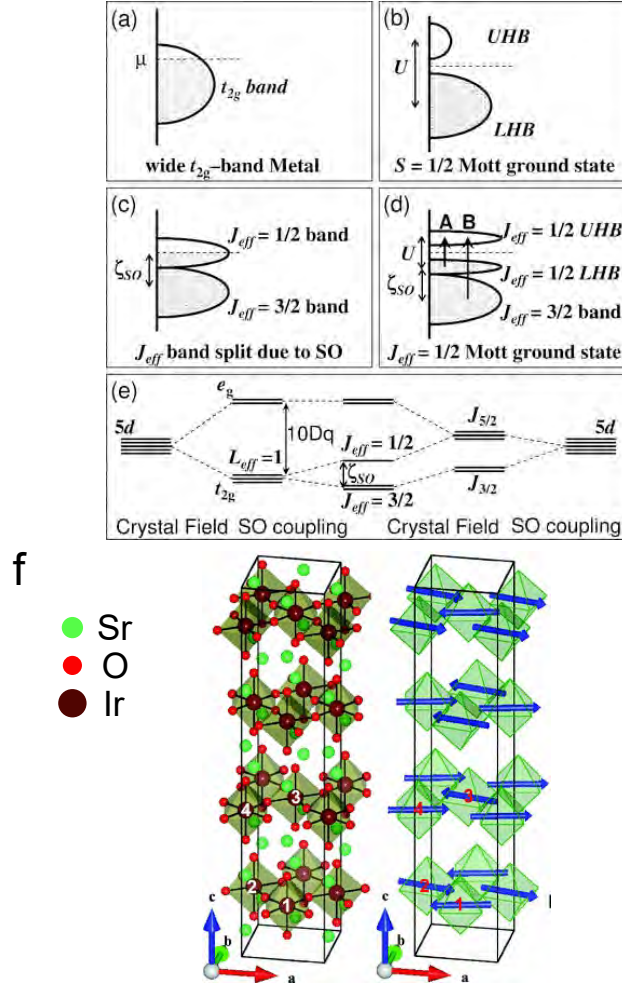 (a)
μ
t2g band
wide t2g–band Metal
(b)
UHB
U
LHB
S = 1/2 Mott ground state
(c)
Jeff = 1/2 band
ζSO
Jeff = 3/2 band
Jeff band split due to SO
(d)
A B
Jeff = 1/2 UHB
U
Jeff = 1/2 LHB
ζSO
Jeff = 3/2 band
Jeff = 1/2 Mott ground state
(e)
eg
5d
10Dq
J5/2
5d
Leff=1
Jeff = 1/2
ζSO
t2g
Jeff = 3/2
J3/2
Crystal Field SO coupling Crystal Field SO coupling
f
Sr
O
Ir
3
4
2
1
c
b
a
3
4
2
1
c
b
a